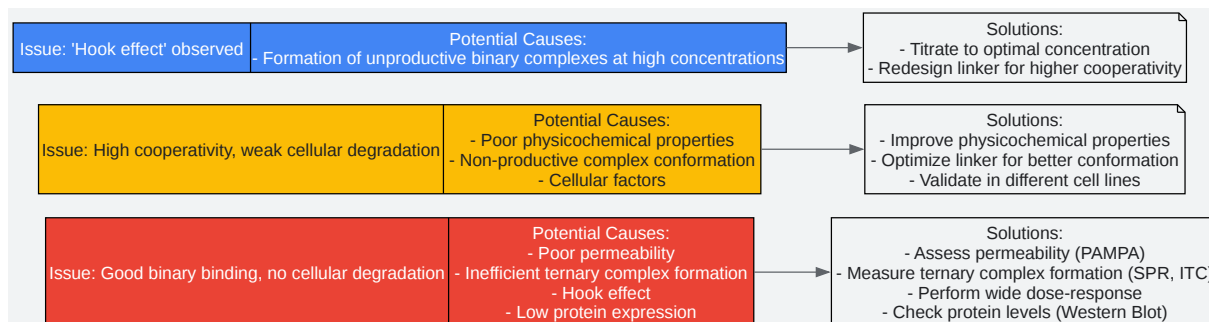 Issue: 'Hook effect' observed
Potential Causes:
- Formation of unproductive binary complexes at high concentrations
Solutions:
- Titrate to optimal concentration
- Redesign linker for higher cooperativity
Issue: High cooperativity, weak cellular degradation
Potential Causes:
- Poor physicochemical properties
- Non-productive complex conformation
- Cellular factors
Solutions:
- Improve physicochemical properties
- Optimize linker for better conformation
- Validate in different cell lines
Issue: Good binary binding, no cellular degradation
Potential Causes:
- Poor permeability
- Inefficient ternary complex formation
- Hook effect
- Low protein expression
Solutions:
- Assess permeability (PAMPA)
- Measure ternary complex formation (SPR, ITC)
- Perform wide dose-response
- Check protein levels (Western Blot)